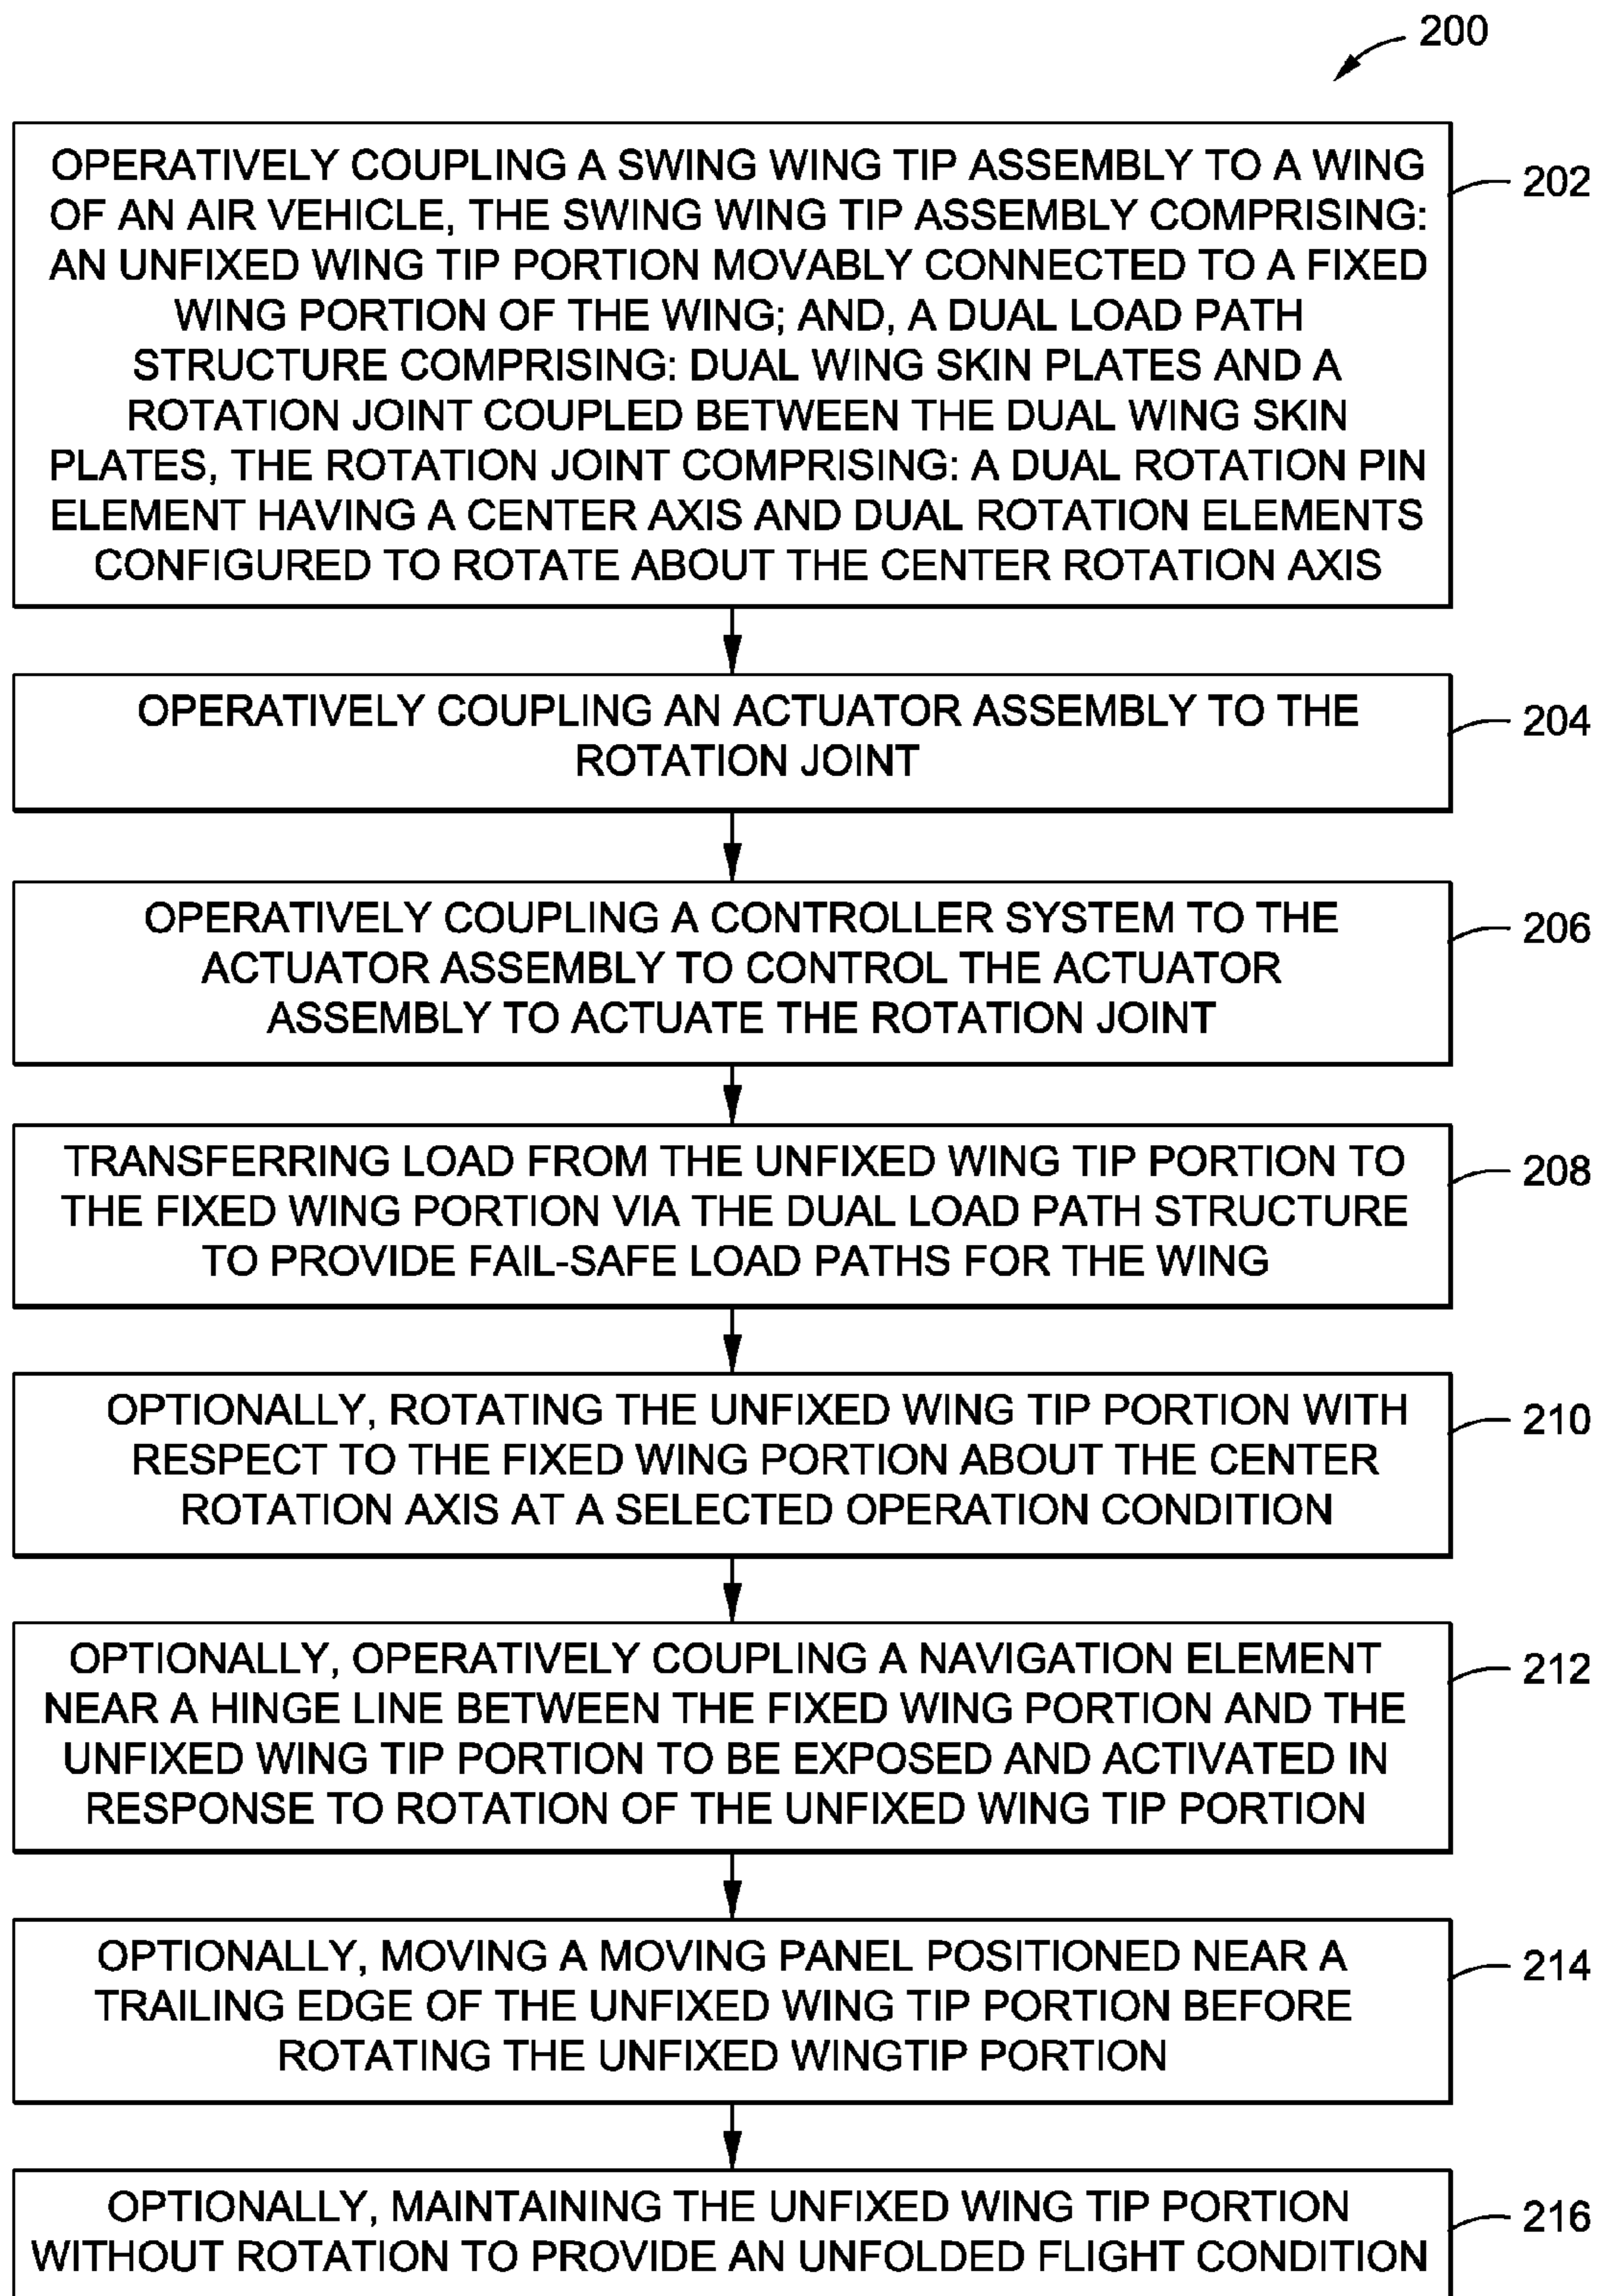 200
OPERATIVELY COUPLING A SWING WING TIP ASSEMBLY TO A WING
OF AN AIR VEHICLE, THE SWING WING TIP ASSEMBLY COMPRISING:
AN UNFIXED WING TIP PORTION MOVABLY CONNECTED TO A FIXED
WING PORTION OF THE WING; AND, A DUAL LOAD PATH
STRUCTURE COMPRISING: DUAL WING SKIN PLATES AND A
ROTATION JOINT COUPLED BETWEEN THE DUAL WING SKIN
PLATES, THE ROTATION JOINT COMPRISING: A DUAL ROTATION PIN
ELEMENT HAVING A CENTER AXIS AND DUAL ROTATION ELEMENTS
CONFIGURED TO ROTATE ABOUT THE CENTER ROTATION AXIS
202
OPERATIVELY COUPLING AN ACTUATOR ASSEMBLY TO THE
ROTATION JOINT
204
OPERATIVELY COUPLING A CONTROLLER SYSTEM TO THE
ACTUATOR ASSEMBLY TO CONTROL THE ACTUATOR
ASSEMBLY TO ACTUATE THE ROTATION JOINT
206
TRANSFERRING LOAD FROM THE UNFIXED WING TIP PORTION TO
THE FIXED WING PORTION VIA THE DUAL LOAD PATH STRUCTURE
TO PROVIDE FAIL-SAFE LOAD PATHS FOR THE WING
208
OPTIONALLY, ROTATING THE UNFIXED WING TIP PORTION WITH
RESPECT TO THE FIXED WING PORTION ABOUT THE CENTER
ROTATION AXIS AT A SELECTED OPERATION CONDITION
210
OPTIONALLY, OPERATIVELY COUPLING A NAVIGATION ELEMENT
NEAR A HINGE LINE BETWEEN THE FIXED WING PORTION AND THE
UNFIXED WING TIP PORTION TO BE EXPOSED AND ACTIVATED IN
RESPONSE TO ROTATION OF THE UNFIXED WING TIP PORTION
212
OPTIONALLY, MOVING A MOVING PANEL POSITIONED NEAR A
TRAILING EDGE OF THE UNFIXED WING TIP PORTION BEFORE
ROTATING THE UNFIXED WINGTIP PORTION
214
OPTIONALLY, MAINTAINING THE UNFIXED WING TIP PORTION
WITHOUT ROTATION TO PROVIDE AN UNFOLDED FLIGHT CONDITION
216